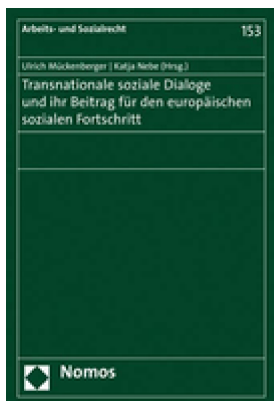 Arbeits- und Sozialrecht 153
Ulrich Mückenberger | Katja Nebe (Hrsg.)
Transnationale soziale Dialoge
und ihr Beitrag für den europäischen
sozialen Fortschritt
Nomos